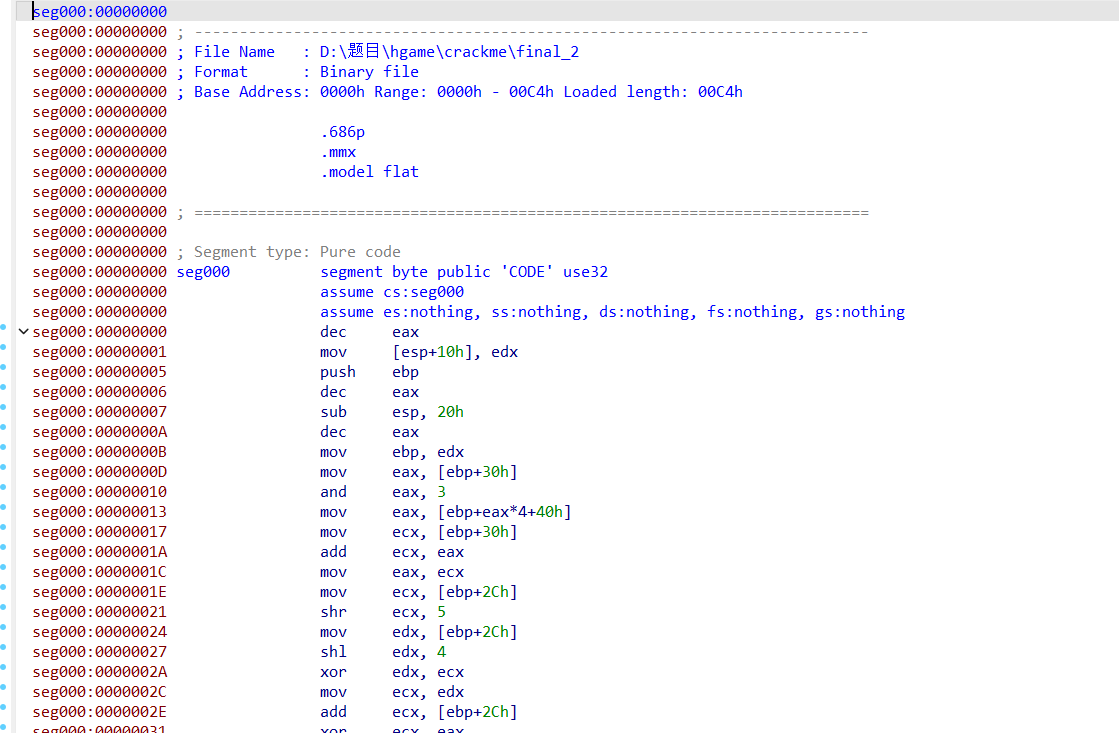 seg000:00000000
seg000:00000000 ; ---------------------------------------------------------------------------
seg000:00000000 ; File Name   : D:\题目\hgame\crackme\final_2
seg000:00000000 ; Format      : Binary file
seg000:00000000 ; Base Address: 0000h Range: 0000h - 00C4h Loaded length: 00C4h
seg000:00000000
seg000:00000000                 .686p
seg000:00000000                 .mmx
seg000:00000000                 .model flat
seg000:00000000
seg000:00000000 ; ===========================================================================
seg000:00000000
seg000:00000000 ; Segment type: Pure code
seg000:00000000 seg000          segment byte public 'CODE' use32
seg000:00000000                 assume cs:seg000
seg000:00000000                 assume es:nothing, ss:nothing, ds:nothing, fs:nothing, gs:nothing
seg000:00000000                 dec     eax
seg000:00000001                 mov     [esp+10h], edx
seg000:00000005                 push    ebp
seg000:00000006                 dec     eax
seg000:00000007                 sub     esp, 20h
seg000:0000000A                 dec     eax
seg000:0000000B                 mov     ebp, edx
seg000:0000000D                 mov     eax, [ebp+30h]
seg000:00000010                 and     eax, 3
seg000:00000013                 mov     eax, [ebp+eax*4+40h]
seg000:00000017                 mov     ecx, [ebp+30h]
seg000:0000001A                 add     ecx, eax
seg000:0000001C                 mov     eax, ecx
seg000:0000001E                 mov     ecx, [ebp+2Ch]
seg000:00000021                 shr     ecx, 5
seg000:00000024                 mov     edx, [ebp+2Ch]
seg000:00000027                 shl     edx, 4
seg000:0000002A                 xor     edx, ecx
seg000:0000002C                 mov     ecx, edx
seg000:0000002E                 add     ecx, [ebp+2Ch]
seg000:00000031                 xor     ecx, eax